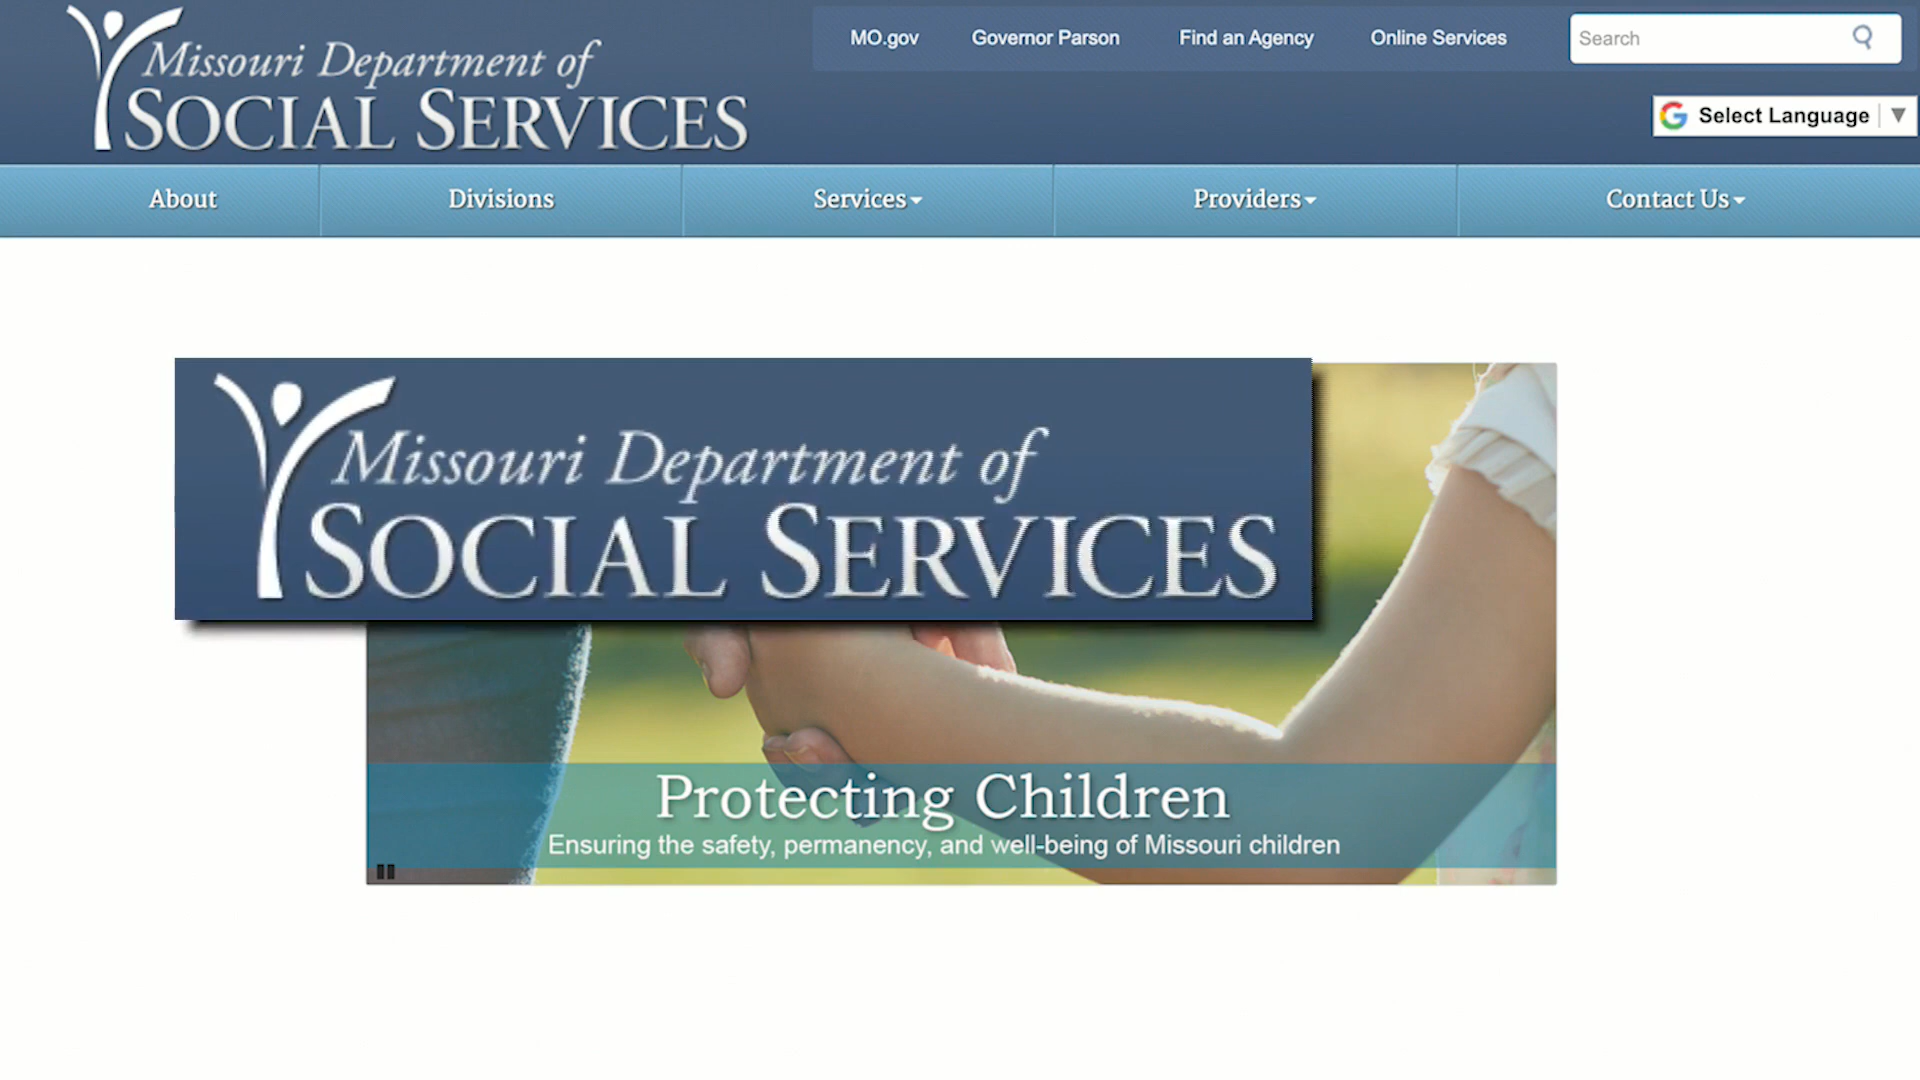 Missouri Department of
SOCIAL SERVICES
MO.gov Governor Parson Find an Agency Online Services Search
Select Language
About Divisions Services Providers Contact Us
Missouri Department of
SOCIAL SERVICES
Protecting Children
Ensuring the safety, permanency, and well-being of Missouri children